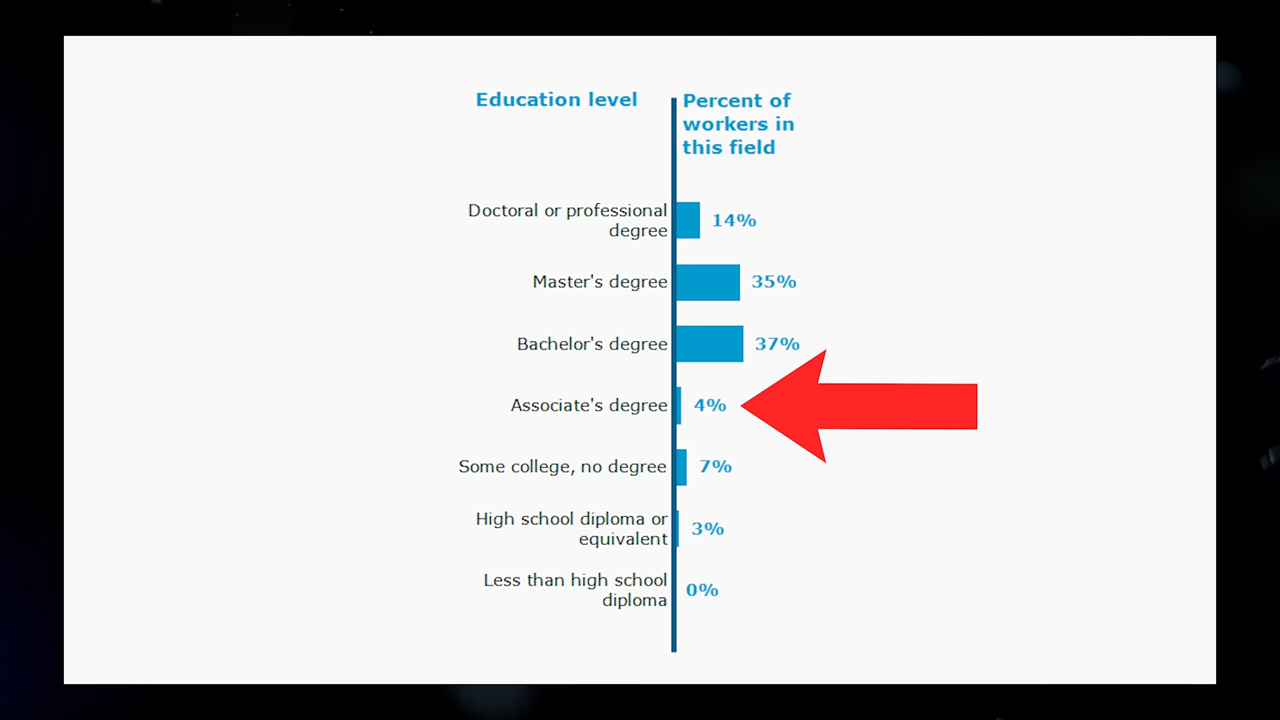 Education level
Percent of
workers in
this field
Doctoral or professional
degree
14%
Master's degree
35%
Bachelor's degree
37%
Associate's degree
4%
Some college, no degree
7%
High school diploma or
equivalent
3%
Less than high school
diploma
0%